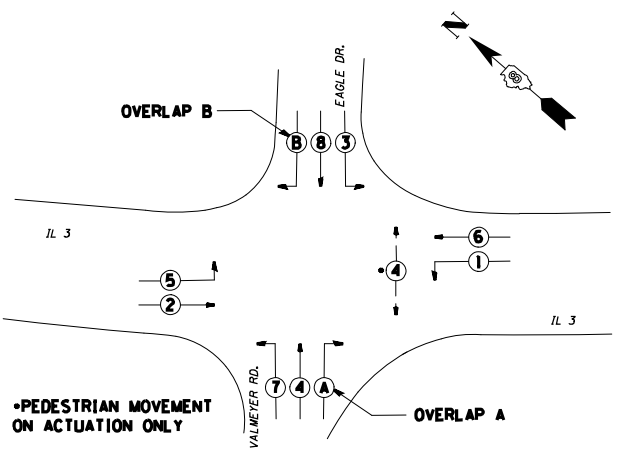 N
8
EAGLE DR.
OVERLAP B
B 8 3
IL 3
6
1
•4
5
2
IL 3
7 4 A
VALMEYER RD.
OVERLAP A
•PEDESTRIAN MOVEMENT
ON ACTUATION ONLY